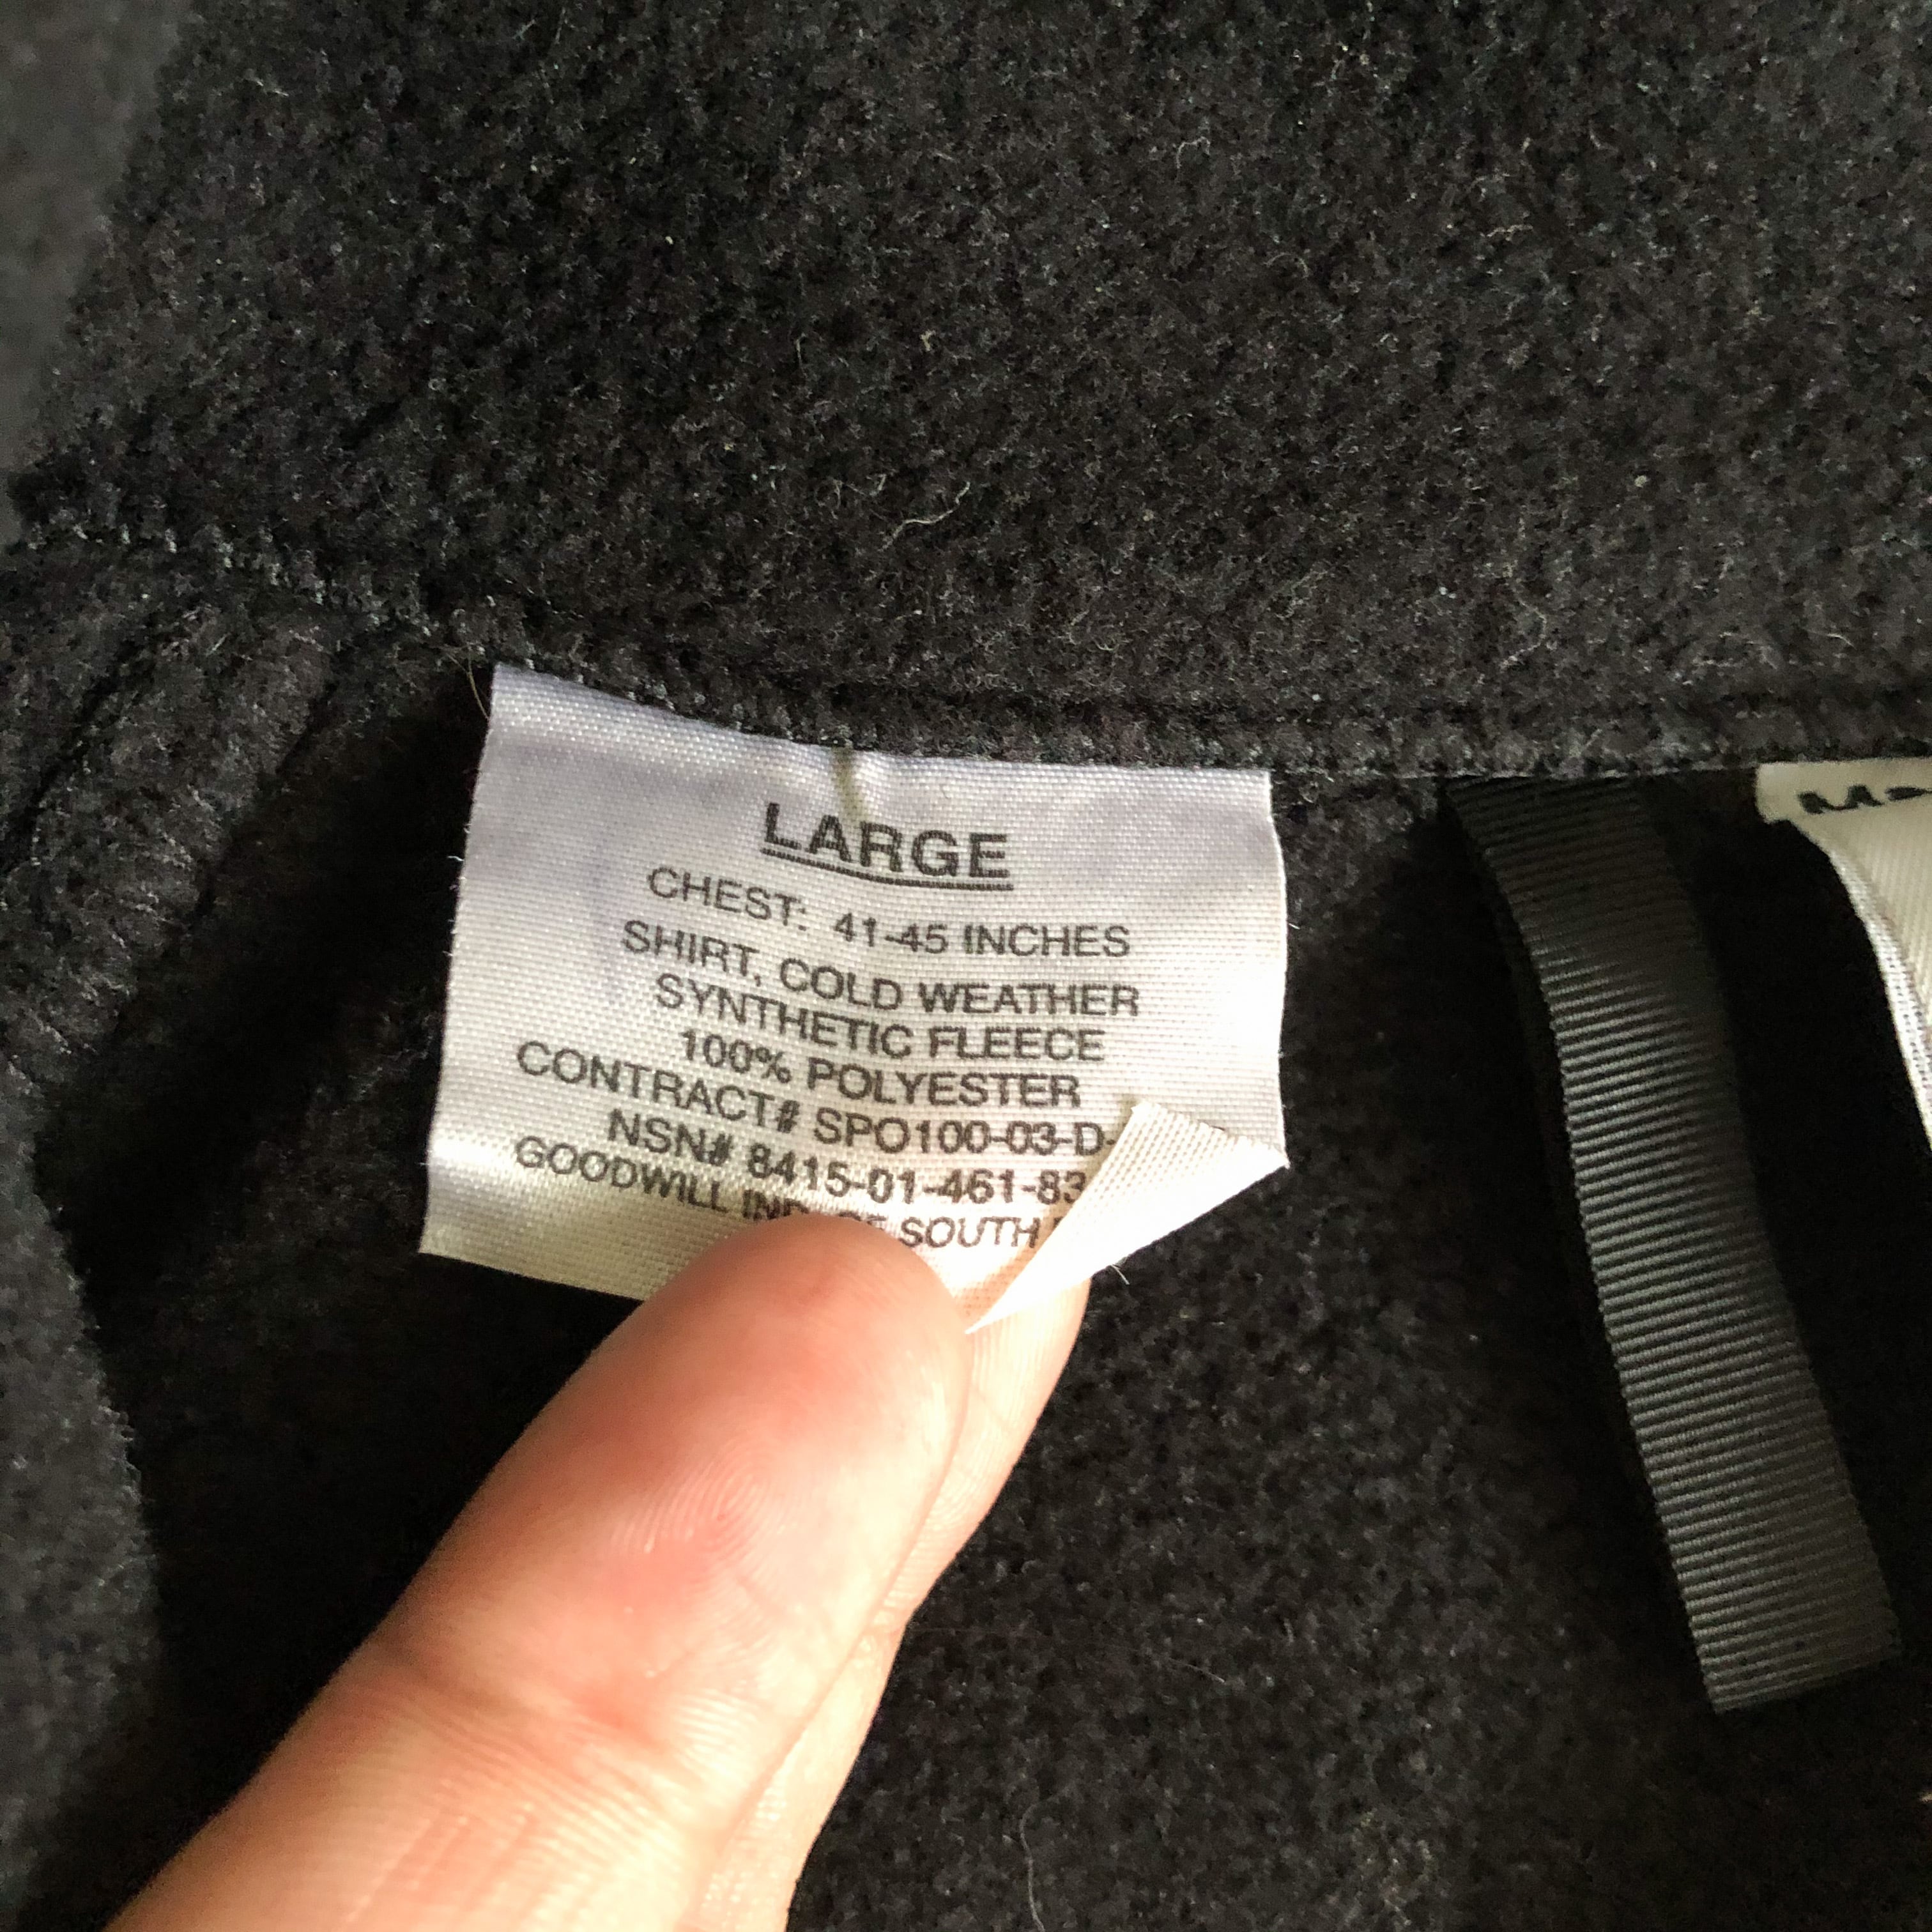 LARGE
CHEST: 41-45 INCHES
SHIRT, COLD WEATHER
SYNTHETIC FLEECE
100% POLYESTER
CONTRACT# SPO100-03-D-
NSN# 8415-01-461-83
GOODWILL SOUTH